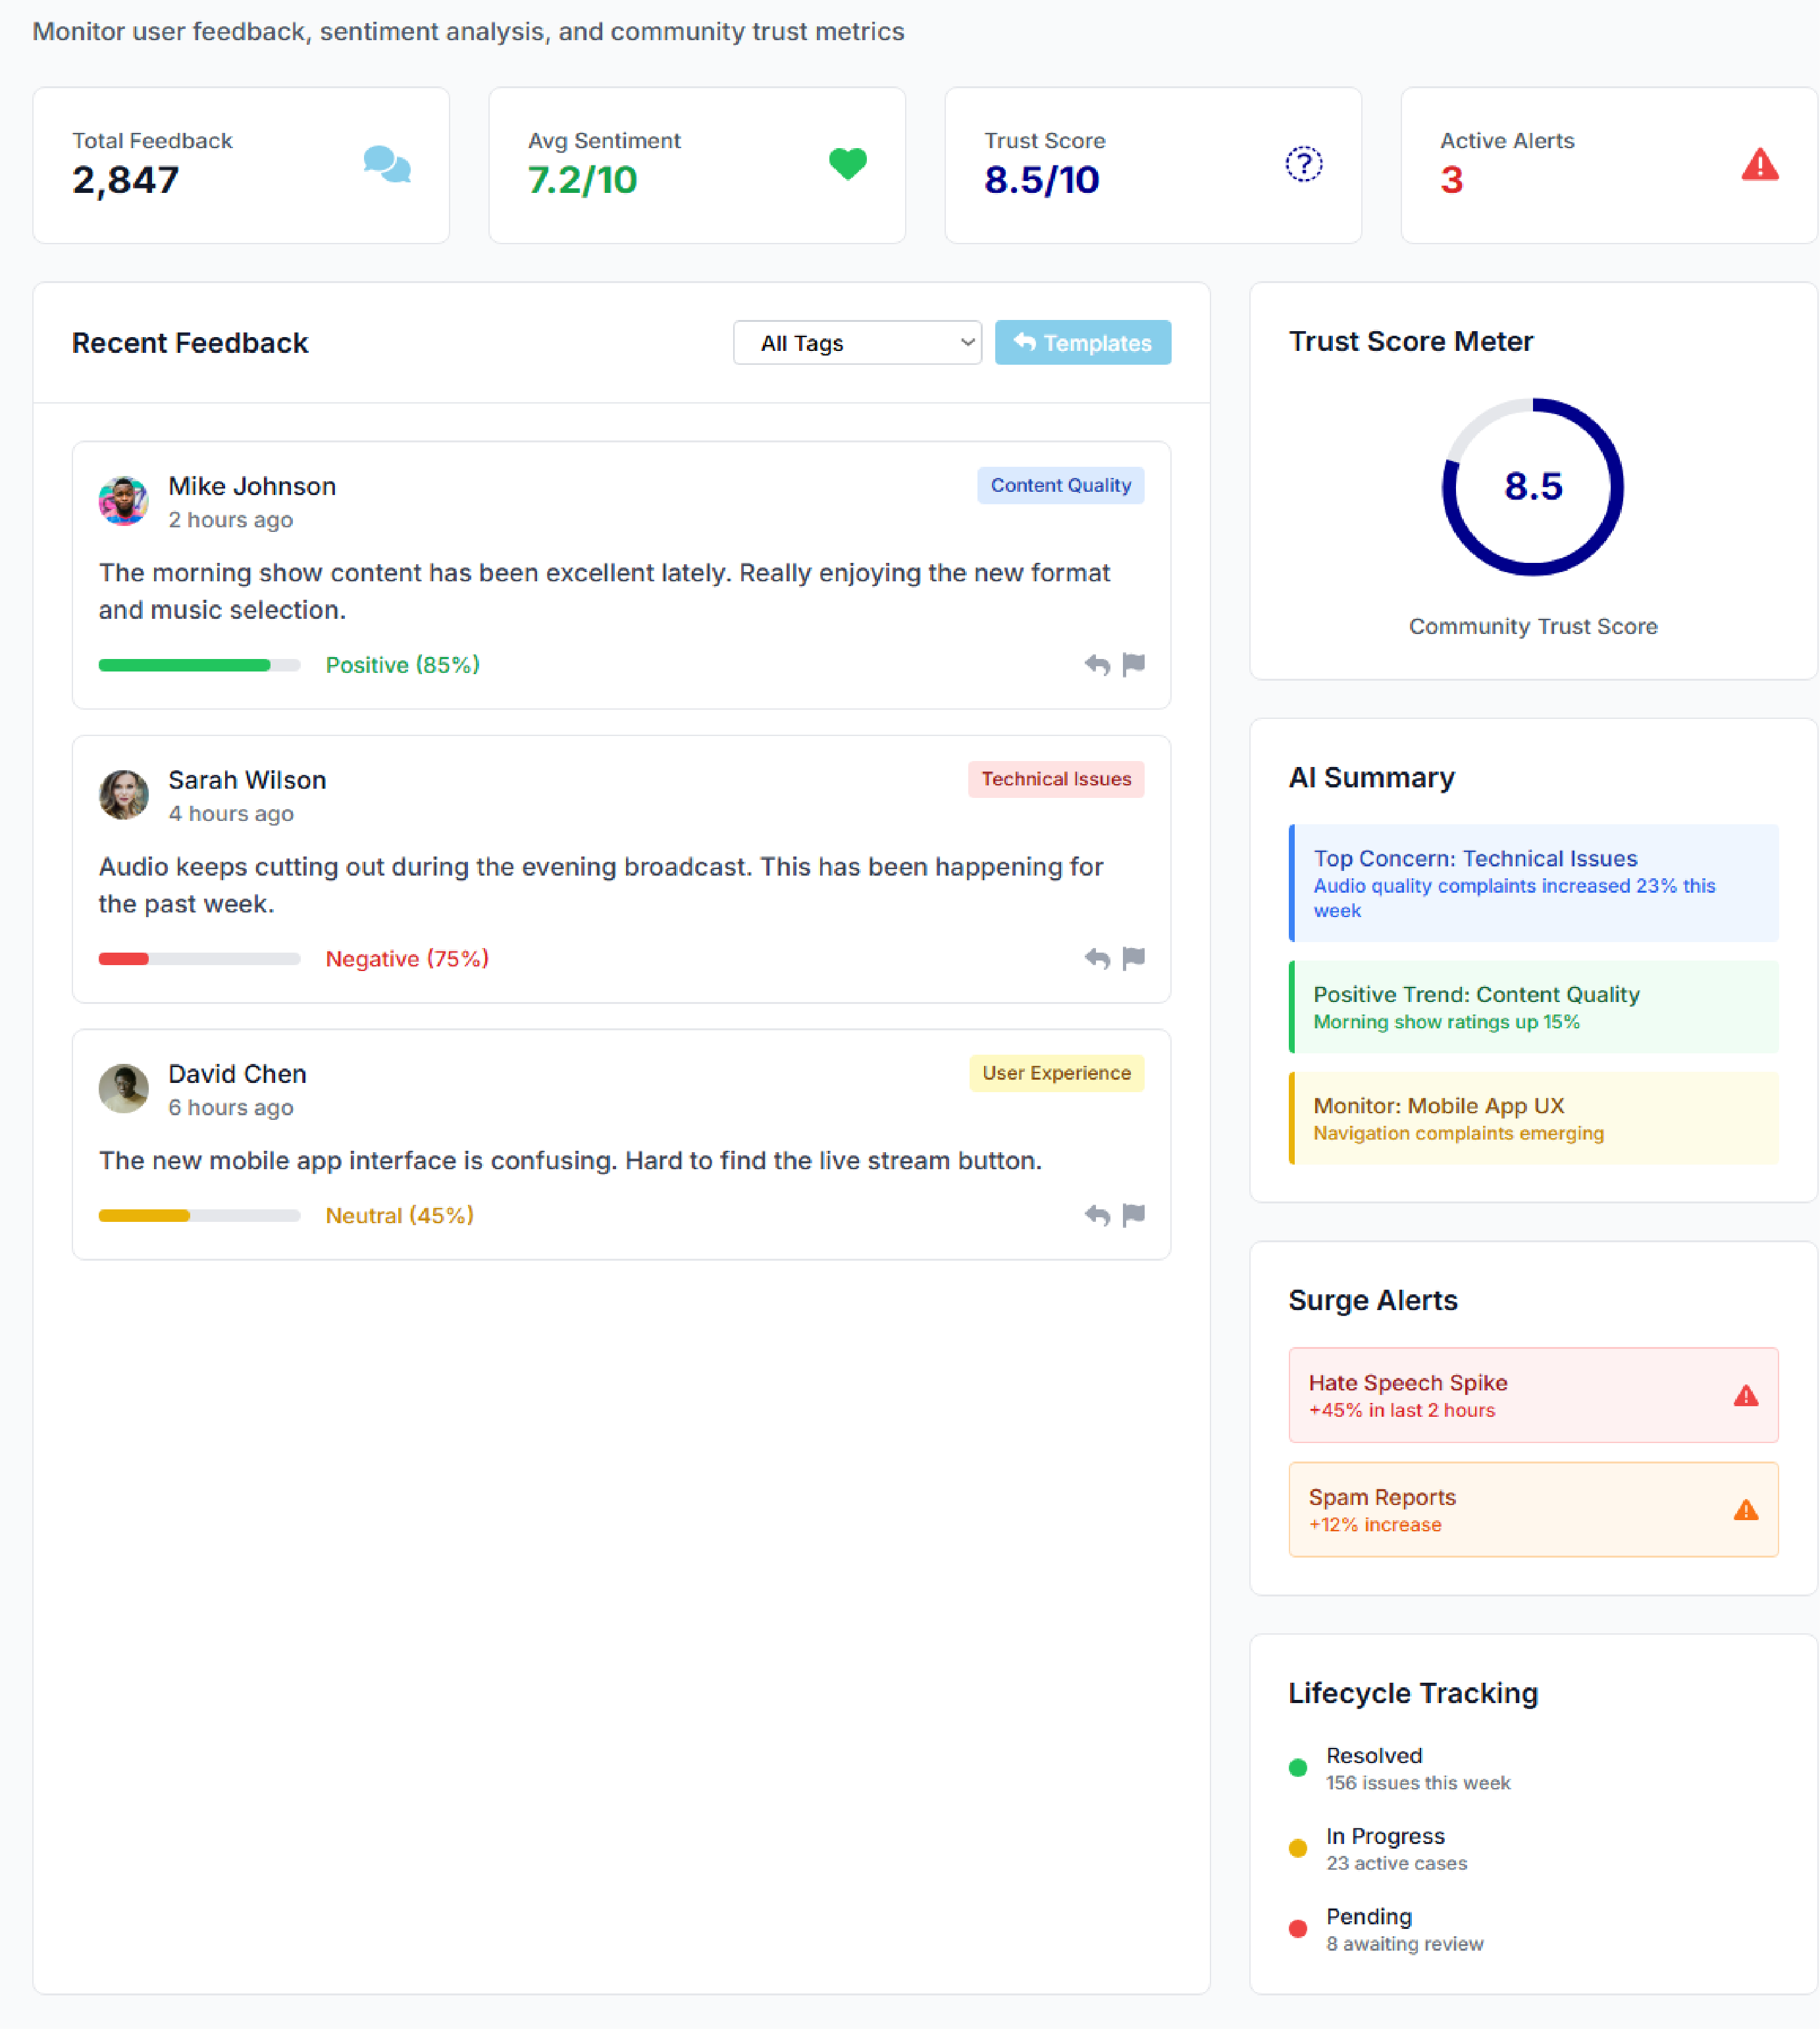 Monitor user feedback, sentiment analysis, and community trust metrics
Total Feedback
2,847
Avg Sentiment
7.2/10
Trust Score
8.5/10
Active Alerts
3
Recent Feedback
All Tags
Templates
Mike Johnson
2 hours ago
Content Quality
The morning show content has been excellent lately. Really enjoying the new format
and music selection.
Positive (85%)
Sarah Wilson
4 hours ago
Technical Issues
Audio keeps cutting out during the evening broadcast. This has been happening for
the past week.
Negative (75%)
David Chen
6 hours ago
User Experience
The new mobile app interface is confusing. Hard to find the live stream button.
Neutral (45%)
Trust Score Meter
8.5
Community Trust Score
AI Summary
Top Concern: Technical Issues
Audio quality complaints increased 23% this
week
Positive Trend: Content Quality
Morning show ratings up 15%
Monitor: Mobile App UX
Navigation complaints emerging
Surge Alerts
Hate Speech Spike
+45% in last 2 hours
Spam Reports
+12% increase
Lifecycle Tracking
Resolved
156 issues this week
In Progress
23 active cases
Pending
8 awaiting review